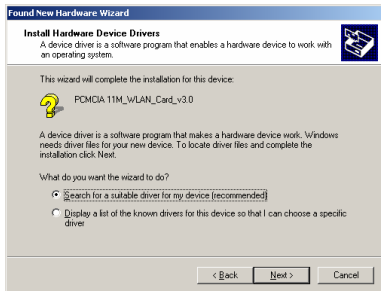 Found New Hardware Wizard
Install Hardware Device Drivers
A device driver is a software program that enables a hardware device to work with
an operating system.
This wizard will complete the installation for this device:
PCMCIA 11M_WLAN_Card_v3.0
A device driver is a software program that makes a hardware device work. Windows
needs driver files for your new device. To locate driver files and complete the
installation click Next.
What do you want the wizard to do?
Search for a suitable driver for my device (recommended)
Display a list of the known drivers for this device so that I can choose a specific
driver
< Back Next > Cancel